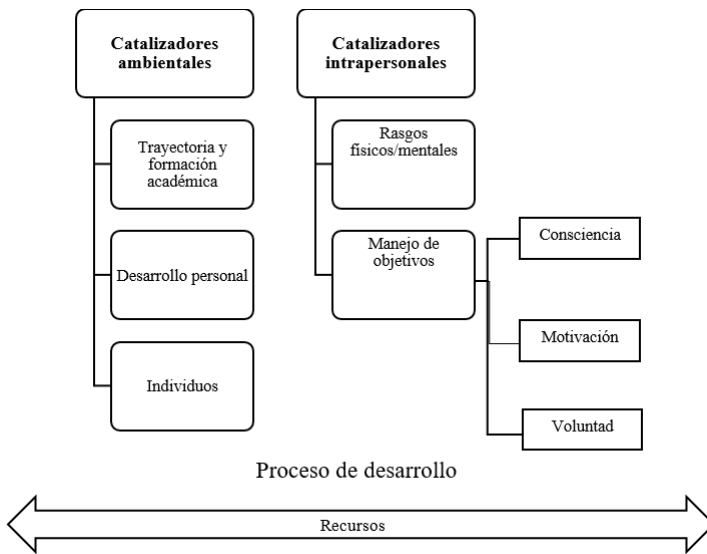 Catalizadores
ambientales
Trayectoria y
formación
académica
Desarrollo personal
Individuos
Catalizadores
intrapersonales
Rasgos
físicos/mentales
Manejo de
objetivos
Consciencia
Motivación
Voluntad
Proceso de desarrollo
Recursos